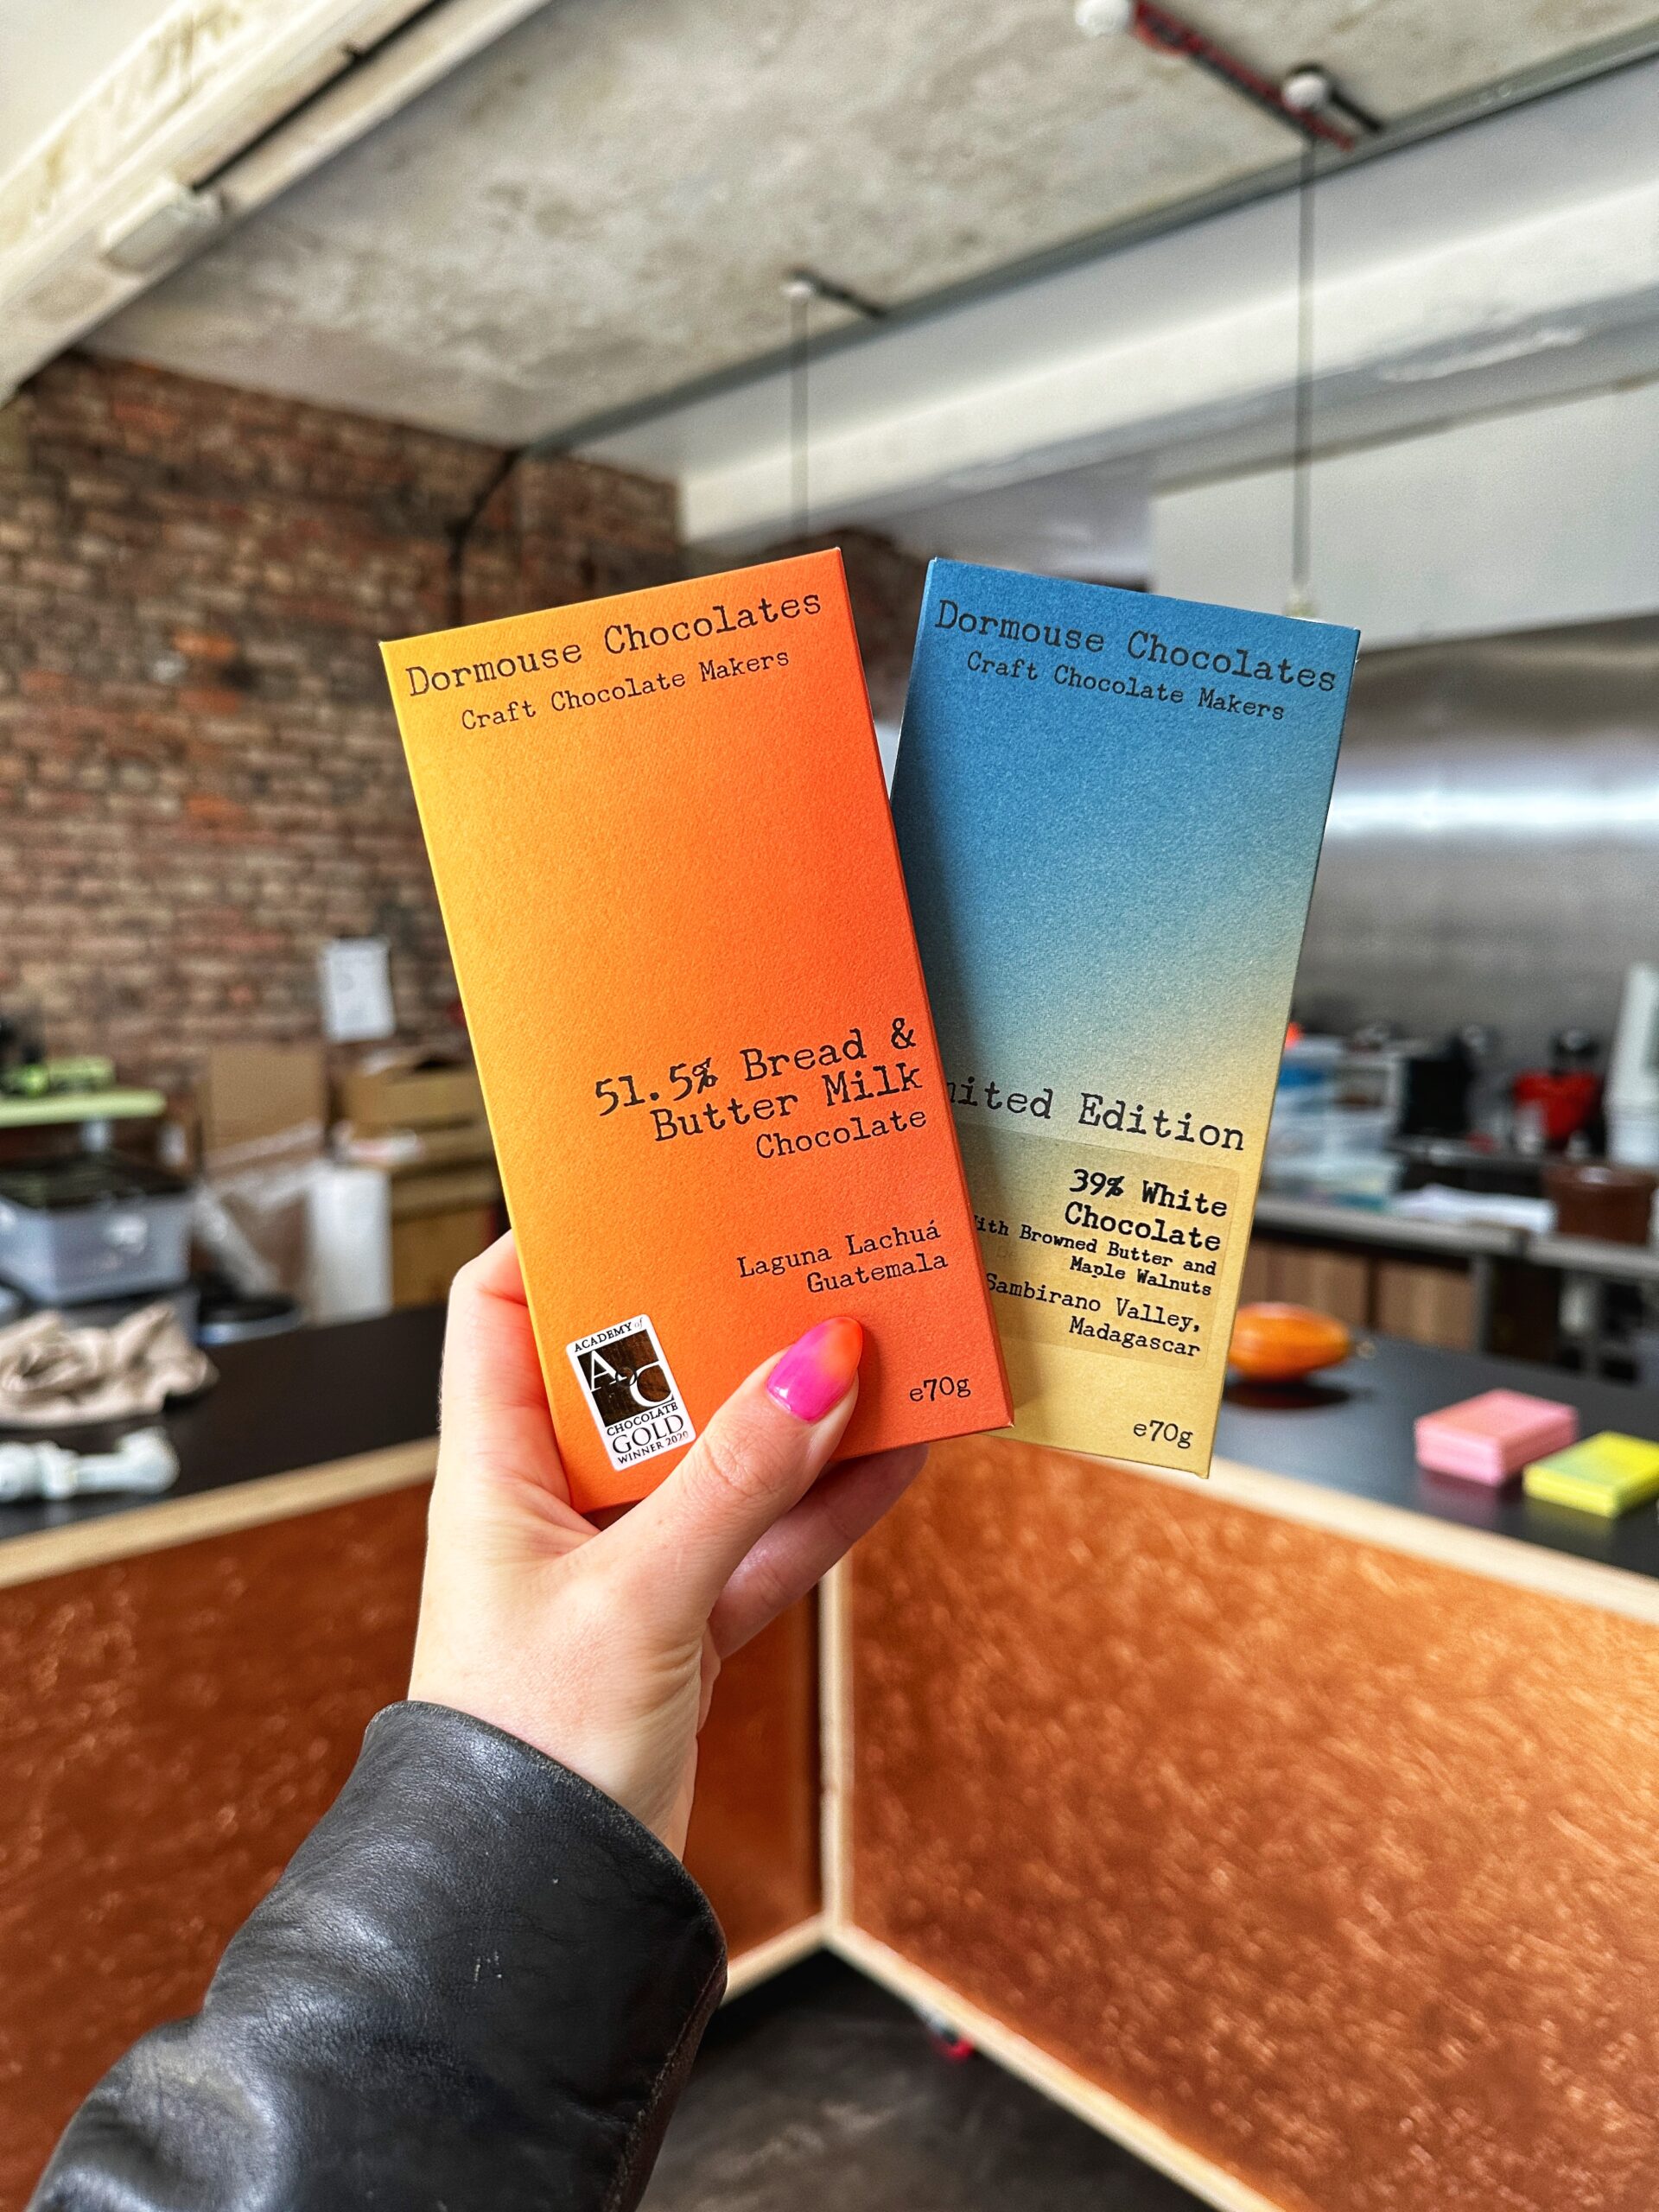 Dormouse Chocolates
Craft Chocolate Makers
51.5% Bread &
Butter Milk
Chocolate
Laguna Lachuá
Guatemala
e70g
ACADEMY of
AoC
CHOCOLATE
GOLD
WINNER 2020
Dormouse Chocolates
Craft Chocolate Makers
mited Edition
39% White
Chocolate
ith Browned Butter and
Maple Walnuts
Sambirano Valley,
Madagascar
e70g